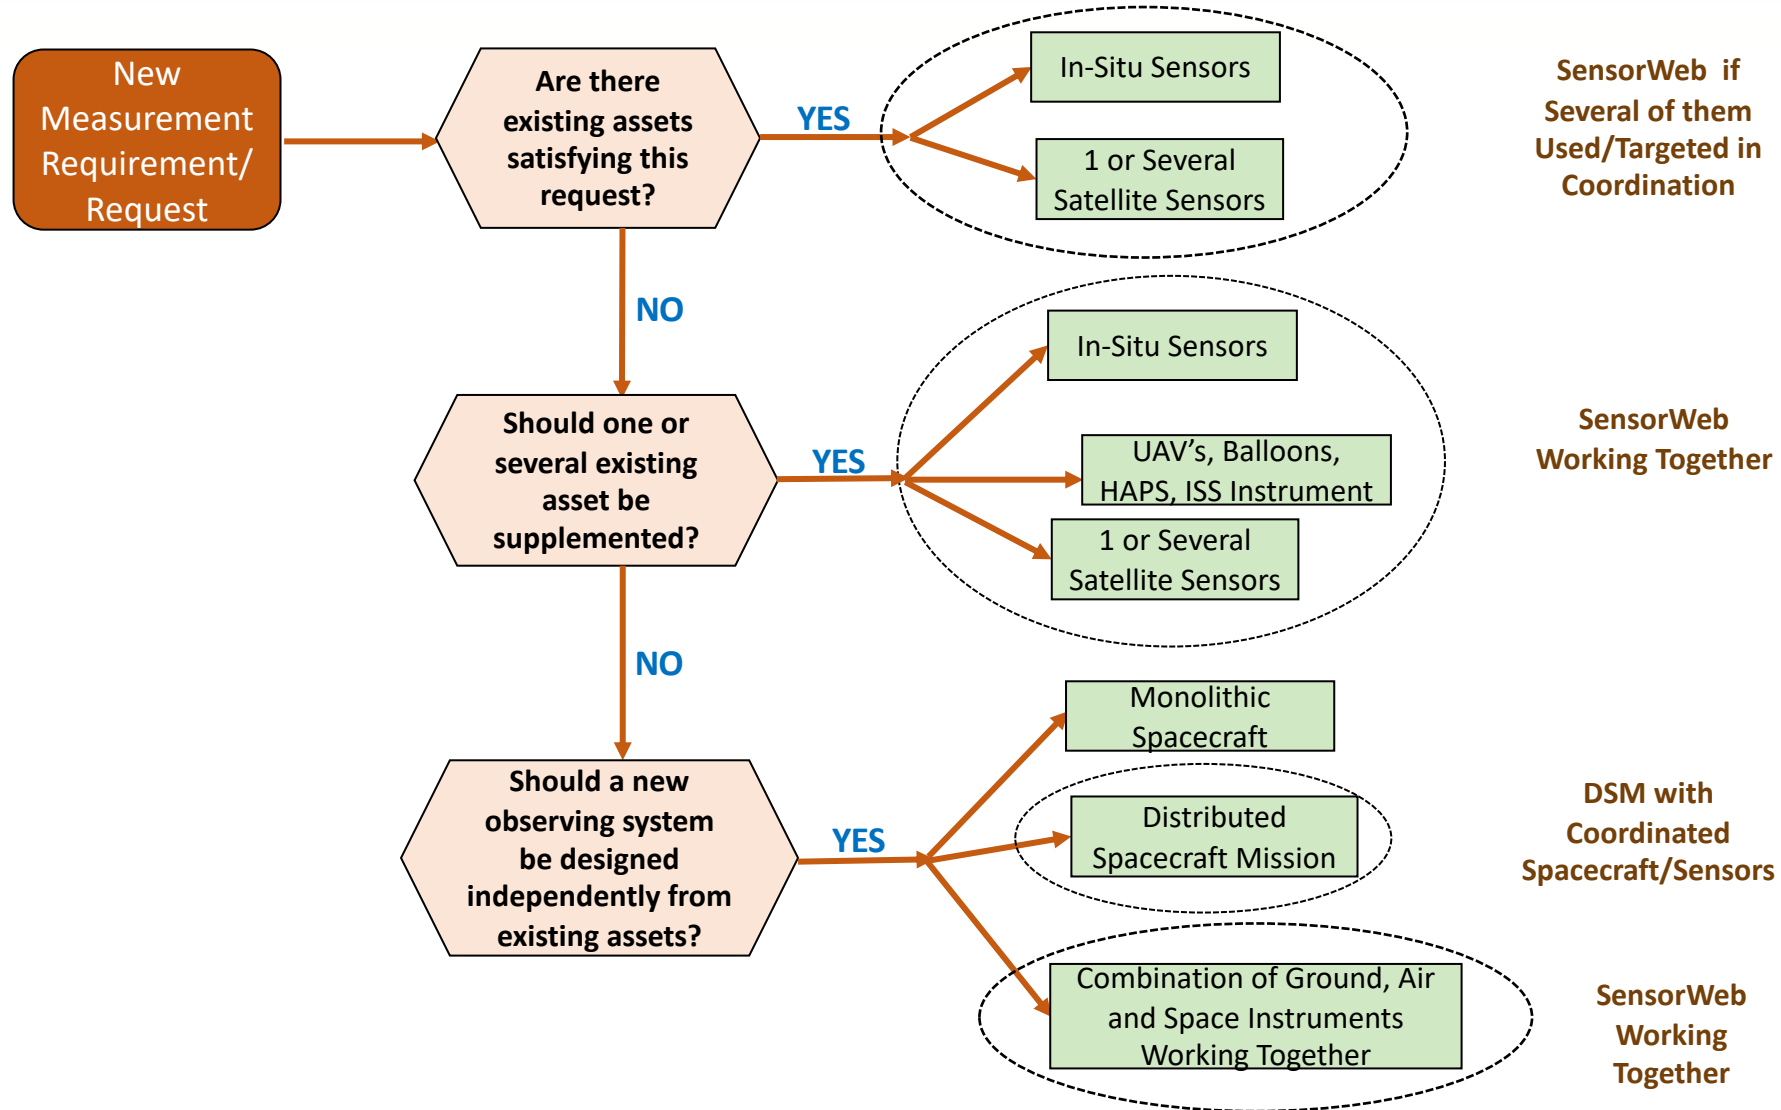 New
Measurement
Requirement/
Request
Are there
existing assets
satisfying this
request?
YES
In-Situ Sensors
1 or Several
Satellite Sensors
SensorWeb if
Several of them
Used/Targeted in
Coordination
NO
Should one or
several existing
asset be
supplemented?
YES
In-Situ Sensors
UAV’s, Balloons,
HAPS, ISS Instrument
1 or Several
Satellite Sensors
SensorWeb
Working Together
NO
Should a new
observing system
be designed
independently from
existing assets?
YES
Monolithic
Spacecraft
Distributed
Spacecraft Mission
DSM with
Coordinated
Spacecraft/Sensors
Combination of Ground, Air
and Space Instruments
Working Together
SensorWeb
Working
Together